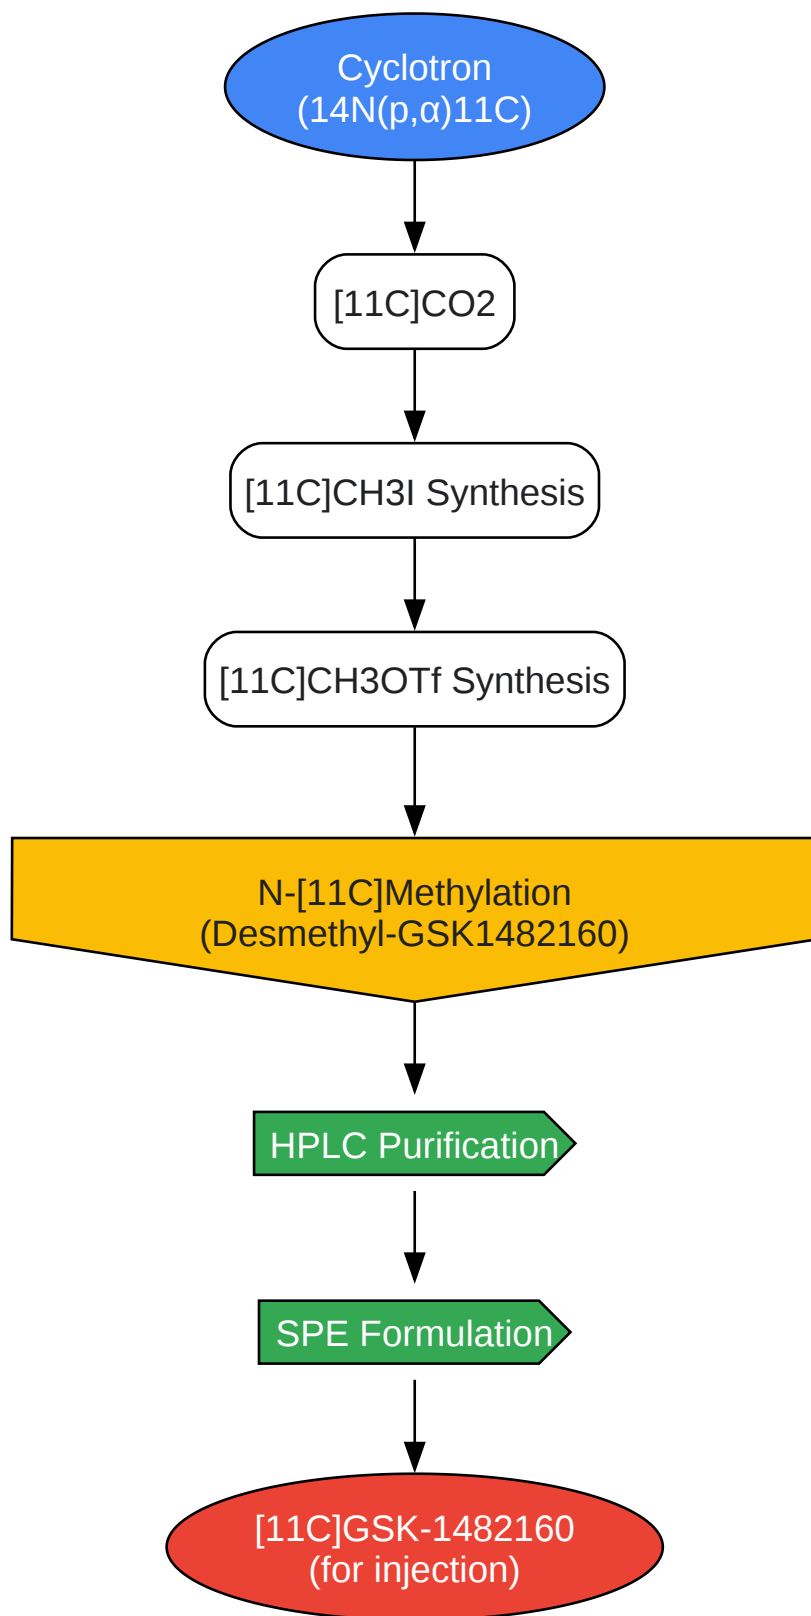 Cyclotron
(14N(p,α)11C)
[11C]CO2
[11C]CH3I Synthesis
[11C]CH3OTf Synthesis
N-[11C]Methylation
(Desmethyl-GSK1482160)
HPLC Purification
SPE Formulation
[11C]GSK-1482160
(for injection)